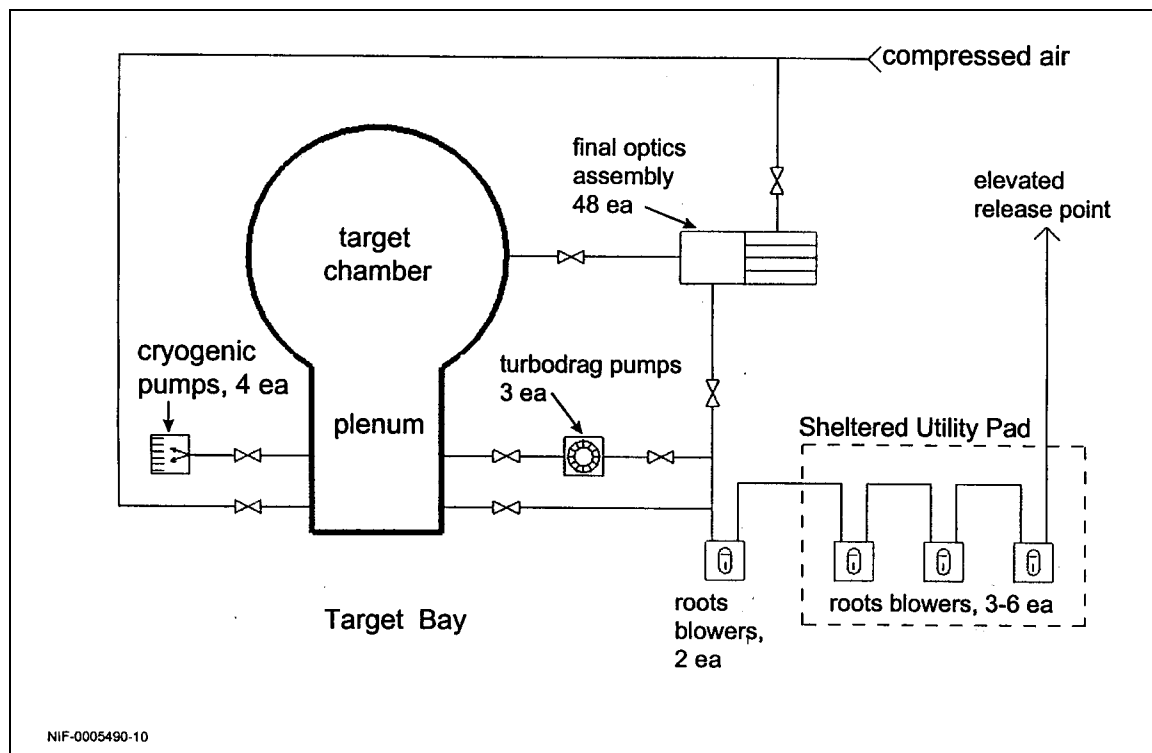 compressed air
final optics
assembly
48 ea
elevated
release point
target
chamber
cryogenic
pumps, 4 ea
turbodrag pumps
3 ea
plenum
Sheltered Utility Pad
roots
blowers,
2 ea
roots blowers, 3-6 ea
Target Bay
NIF-0005490-10